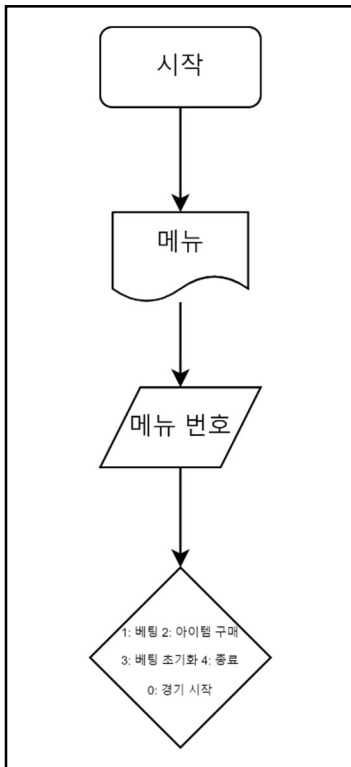 시작
메뉴
메뉴 번호
1: 베팅 2: 아이템 구매
3: 베팅 초기화 4: 종료
0: 경기 시작